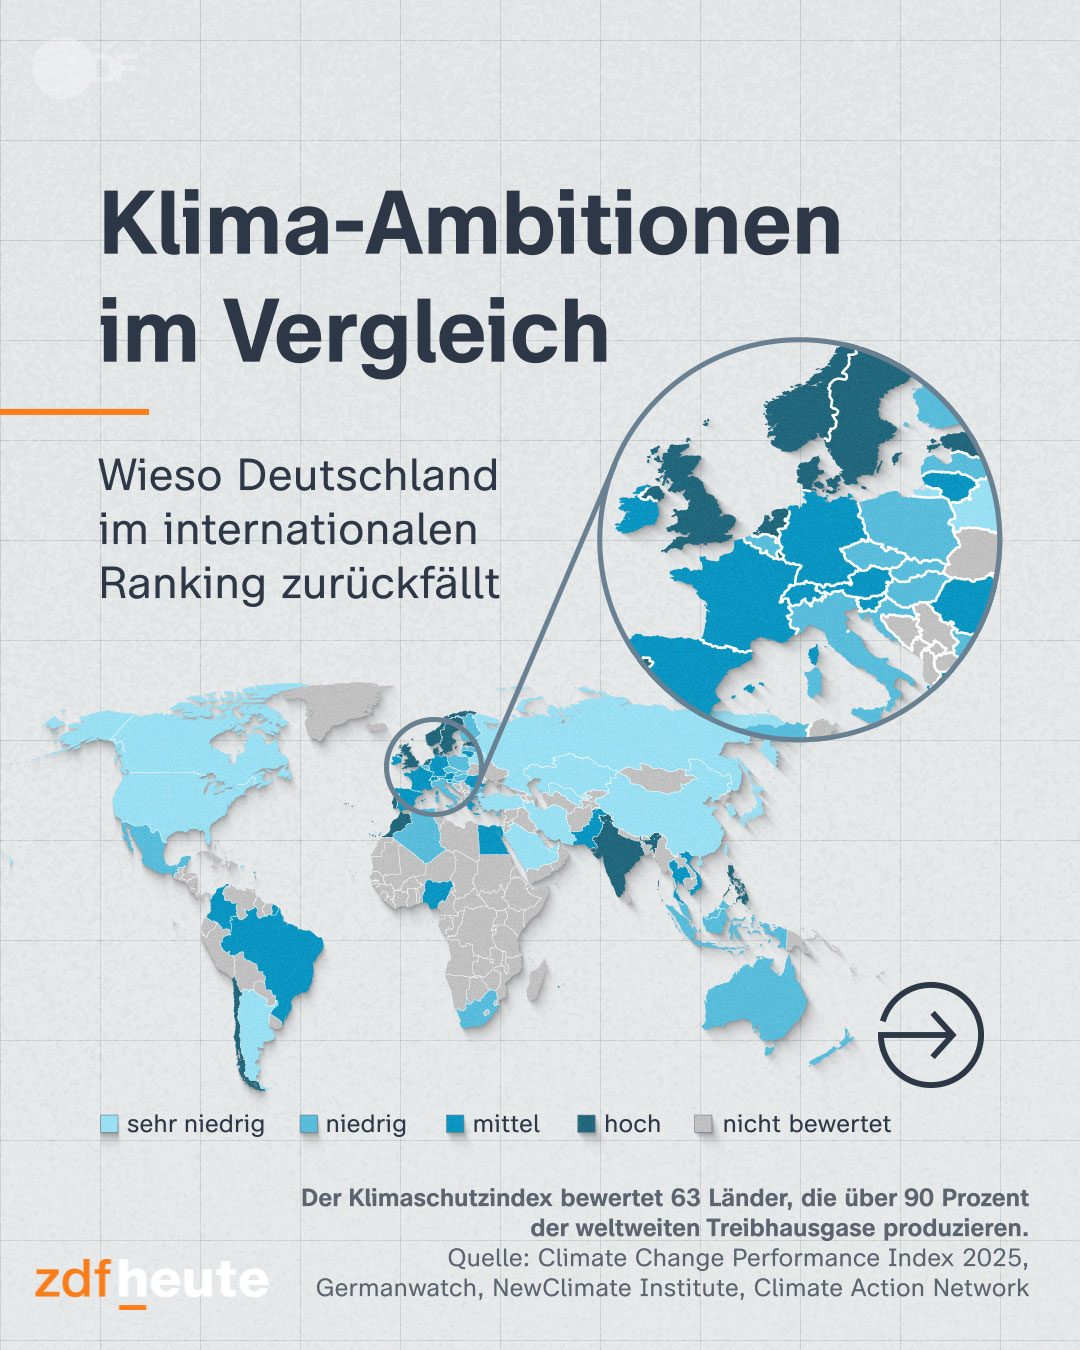 ZDF
Klima-Ambitionen
im Vergleich
Wieso Deutschland
im internationalen
Ranking zurückfällt
sehr niedrig niedrig mittel hoch nicht bewertet
Der Klimaschutzindex bewertet 63 Länder, die über 90 Prozent
der weltweiten Treibhausgase produzieren.
Quelle: Climate Change Performance Index 2025,
Germanwatch, NewClimate Institute, Climate Action Network
zdfheute